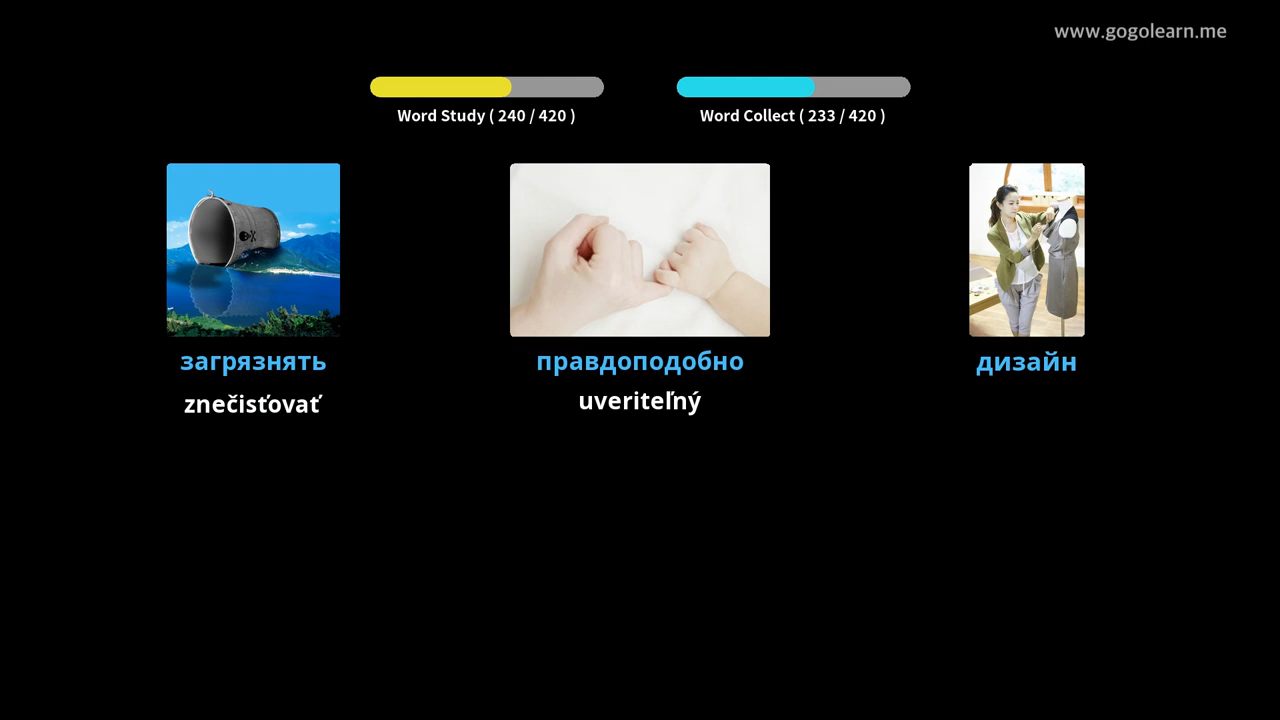 www.gogolearn.me
Word Study ( 240 / 420 )
Word Collect ( 233 / 420 )
загрязнять
правдоподобно
дизайн
znečisťovať
uveriteľný